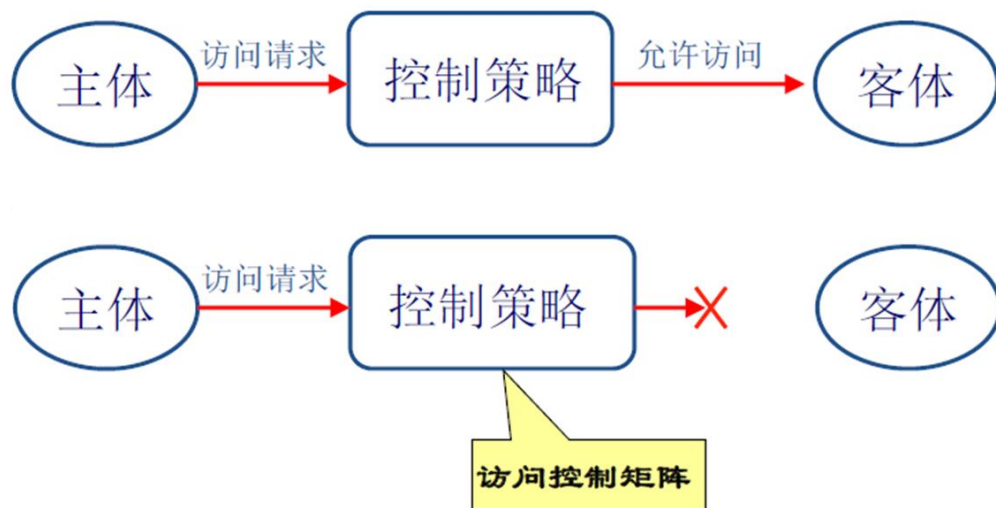 访问请求
允许访问
主体
控制策略
客体
访问请求
主体
控制策略
客体
访问控制矩阵